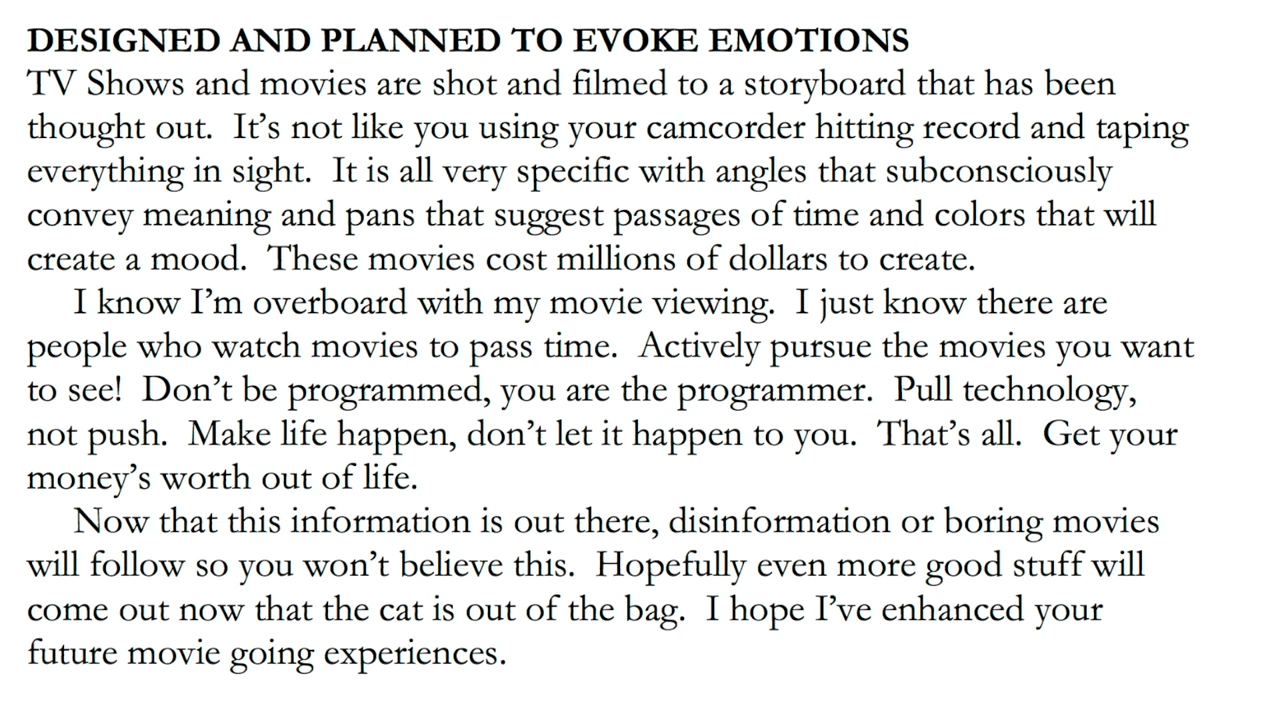 DESIGNED AND PLANNED TO EVOKE EMOTIONS
TV Shows and movies are shot and filmed to a storyboard that has been
thought out.  It’s not like you using your camcorder hitting record and taping
everything in sight.  It is all very specific with angles that subconsciously
convey meaning and pans that suggest passages of time and colors that will
create a mood.  These movies cost millions of dollars to create.
I know I’m overboard with my movie viewing.  I just know there are
people who watch movies to pass time.  Actively pursue the movies you want
to see!  Don’t be programmed, you are the programmer.  Pull technology,
not push.  Make life happen, don’t let it happen to you.  That’s all.  Get your
money’s worth out of life.
Now that this information is out there, disinformation or boring movies
will follow so you won’t believe this.  Hopefully even more good stuff will
come out now that the cat is out of the bag.  I hope I’ve enhanced your
future movie going experiences.